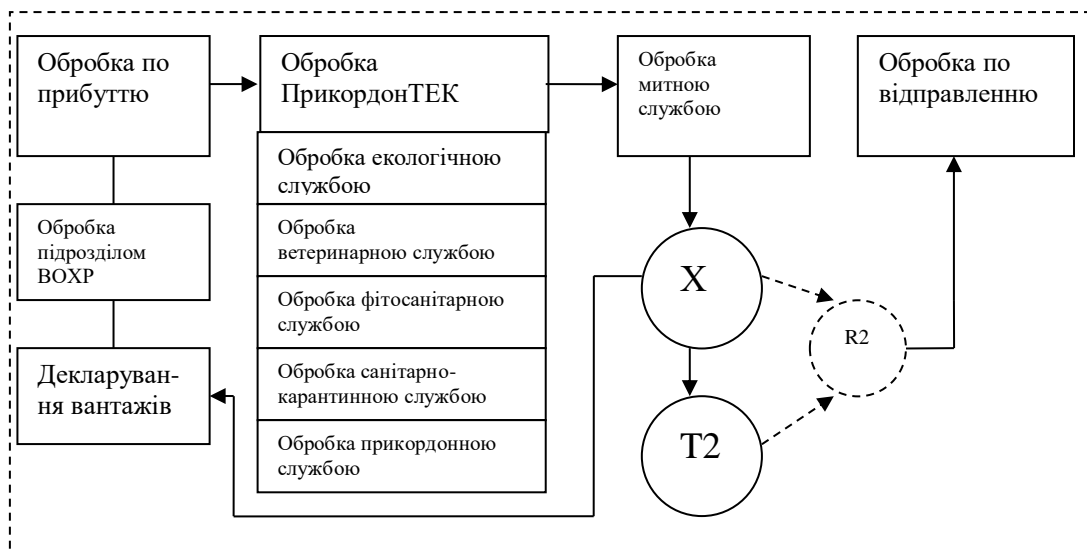 Обробка по
прибуттю
Обробка
ПрикордонТЕК
Обробка
митною
службою
Обробка по
відправленню
Обробка екологічною
службою
Обробка
підрозділом
ВОХР
Обробка
ветеринарною службою
Х
Обробка фітосанітарною
службою
R2
Декларуван-
ня вантажів
Обробка санітарно-
карантинною службою
Т2
Обробка прикордонною
службою